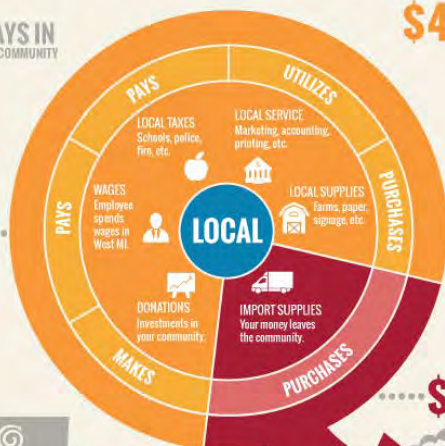 AYS IN
COMMUNITY
$4
PAYS
UTILIZES
LOCAL TAXES
Schools, police,
fire, etc.
LOCAL SERVICE
Marketing, accounting,
printing, etc.
PAYS
WAGES
Employee
spends
wages in
West MI.
LOCAL
LOCAL SUPPLIES
Farms, paper,
signage, etc.
PURCHASES
DONATIONS
Investments in
your community.
IMPORT SUPPLIES
Your money leaves
the community.
MAKES
PURCHASES
$